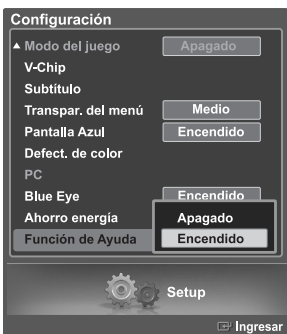 Configuración
Modo del juego Apagado
V-Chip
Subtítulo
Transpar. del menú Medio
Pantalla Azul Encendido
Defect. de color
PC
Blue Eye Encendido
Ahorro energía Apagado
Función de Ayuda Encendido
Setup
Ingresar